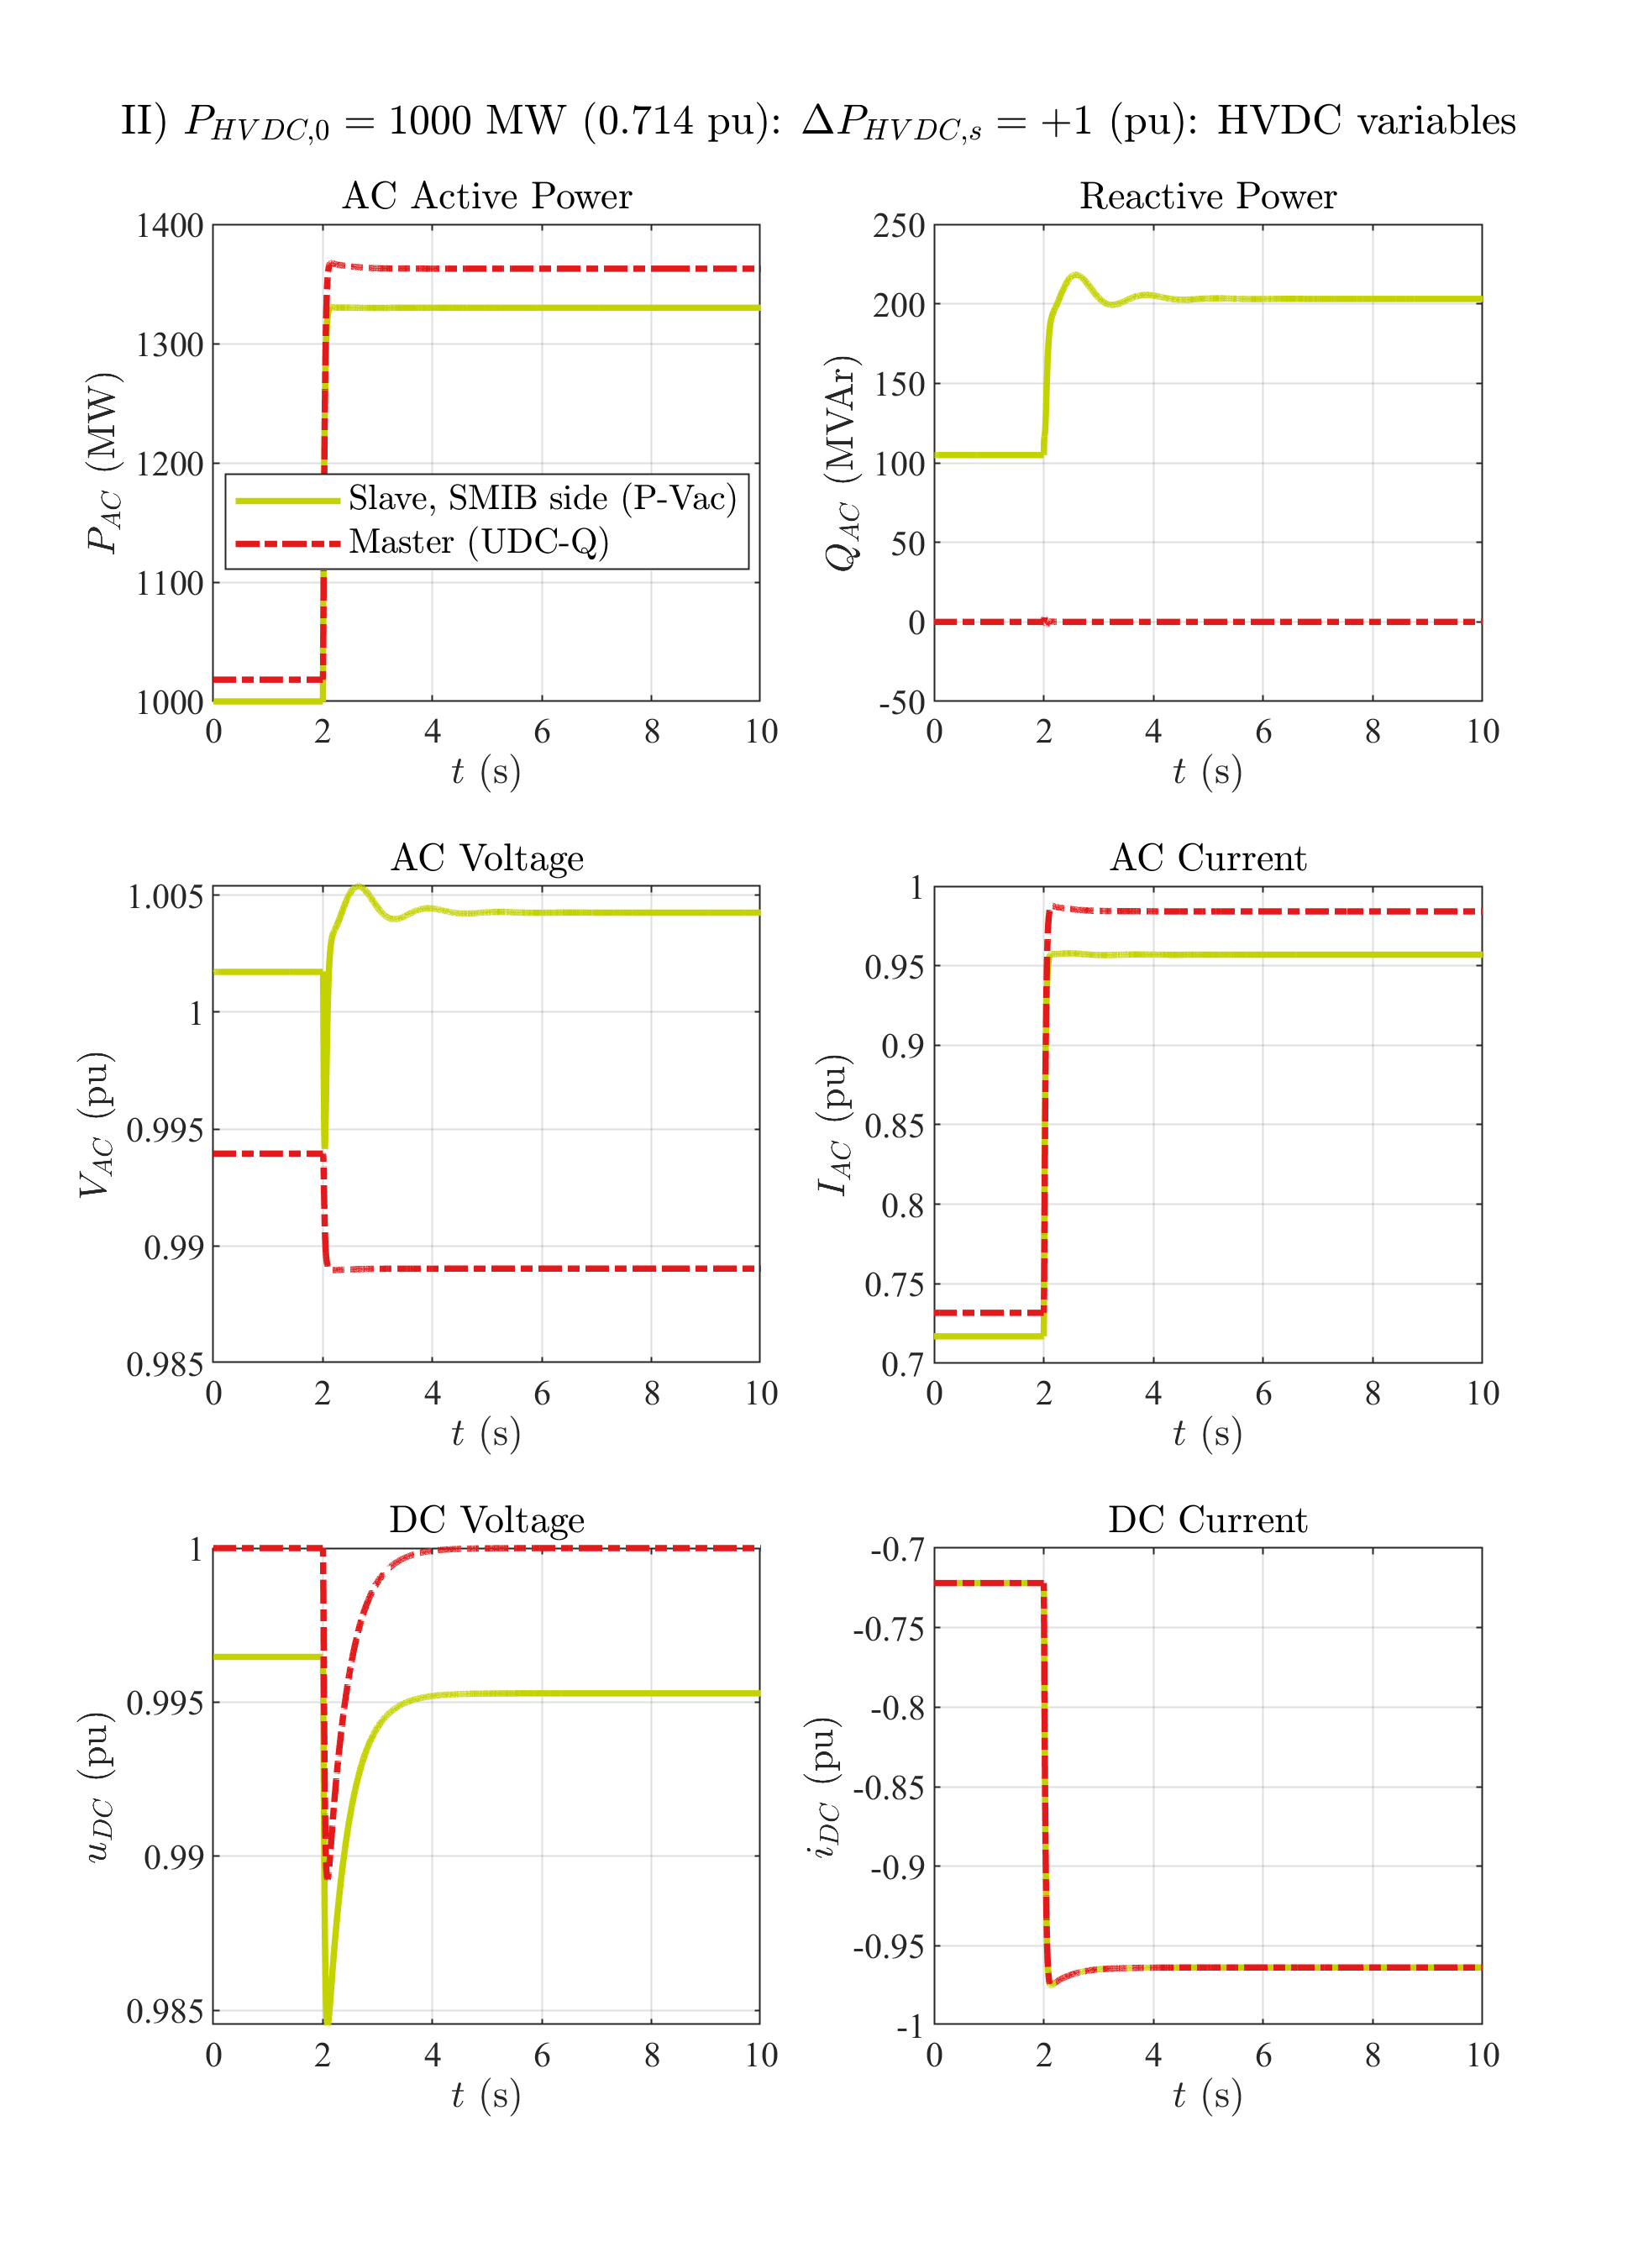 II) P_{HVDC,0} = 1000 MW (0.714 pu): ΔP_{HVDC,s} = +1 (pu): HVDC variables
AC Active Power
1400
1300
1200
1100
1000
P_{AC} (MW)
Slave, SMIB side (P-Vac)
Master (UDC-Q)
0 2 4 6 8 10
t (s)
Reactive Power
250
200
150
100
50
0
-50
Q_{AC} (MVAr)
0 2 4 6 8 10
t (s)
AC Voltage
1.005
1
0.995
0.99
0.985
V_{AC} (pu)
0 2 4 6 8 10
t (s)
AC Current
1
0.95
0.9
0.85
0.8
0.75
0.7
I_{AC} (pu)
0 2 4 6 8 10
t (s)
DC Voltage
1
0.995
0.99
0.985
u_{DC} (pu)
0 2 4 6 8 10
t (s)
DC Current
-0.7
-0.75
-0.8
-0.85
-0.9
-0.95
-1
i_{DC} (pu)
0 2 4 6 8 10
t (s)